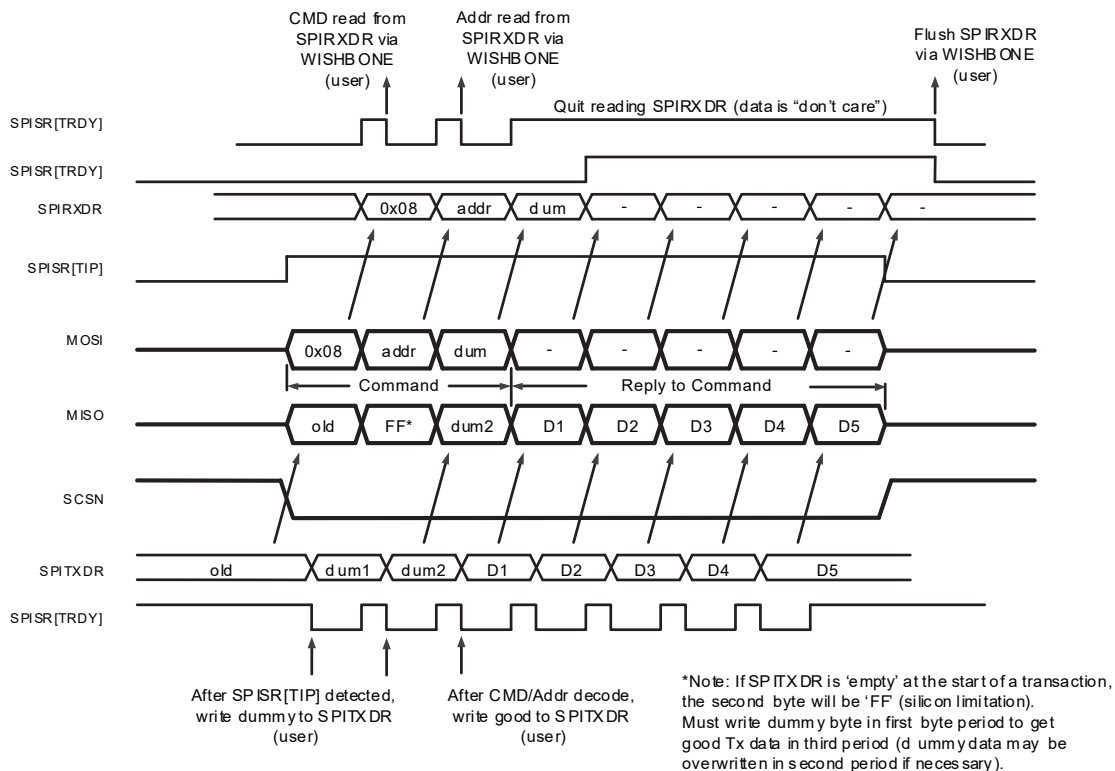 CMD read from
SPIRXDR via
WISHBONE
(user)
Addr read from
SPIRXDR via
WISHBONE
(user)
Flush SPIRXDR
via WISHBONE
(user)
Quit reading SPIRXDR (data is "don't care")
SPISR[TRDY]
SPISR[TRDY]
SPIRXDR
0x08 addr dum - - - - -
SPISR[TIP]
MOSI
0x08 addr dum - - - - -
Command
Reply to Command
MISO
old FF* dum2 D1 D2 D3 D4 D5
SCSN
SPITXDR
old dum1 dum2 D1 D2 D3 D4 D5
SPISR[TRDY]
After SPISR[TIP] detected,
write dummy to SPITXDR
(user)
After CMD/Addr decode,
write good to SPITXDR
(user)
*Note: If SPITXDR is 'empty' at the start of a transaction,
the second byte will be 'FF' (silicon limitation).
Must write dummy byte in first byte period to get
good Tx data in third period (dummy data may be
overwritten in second period if necessary).